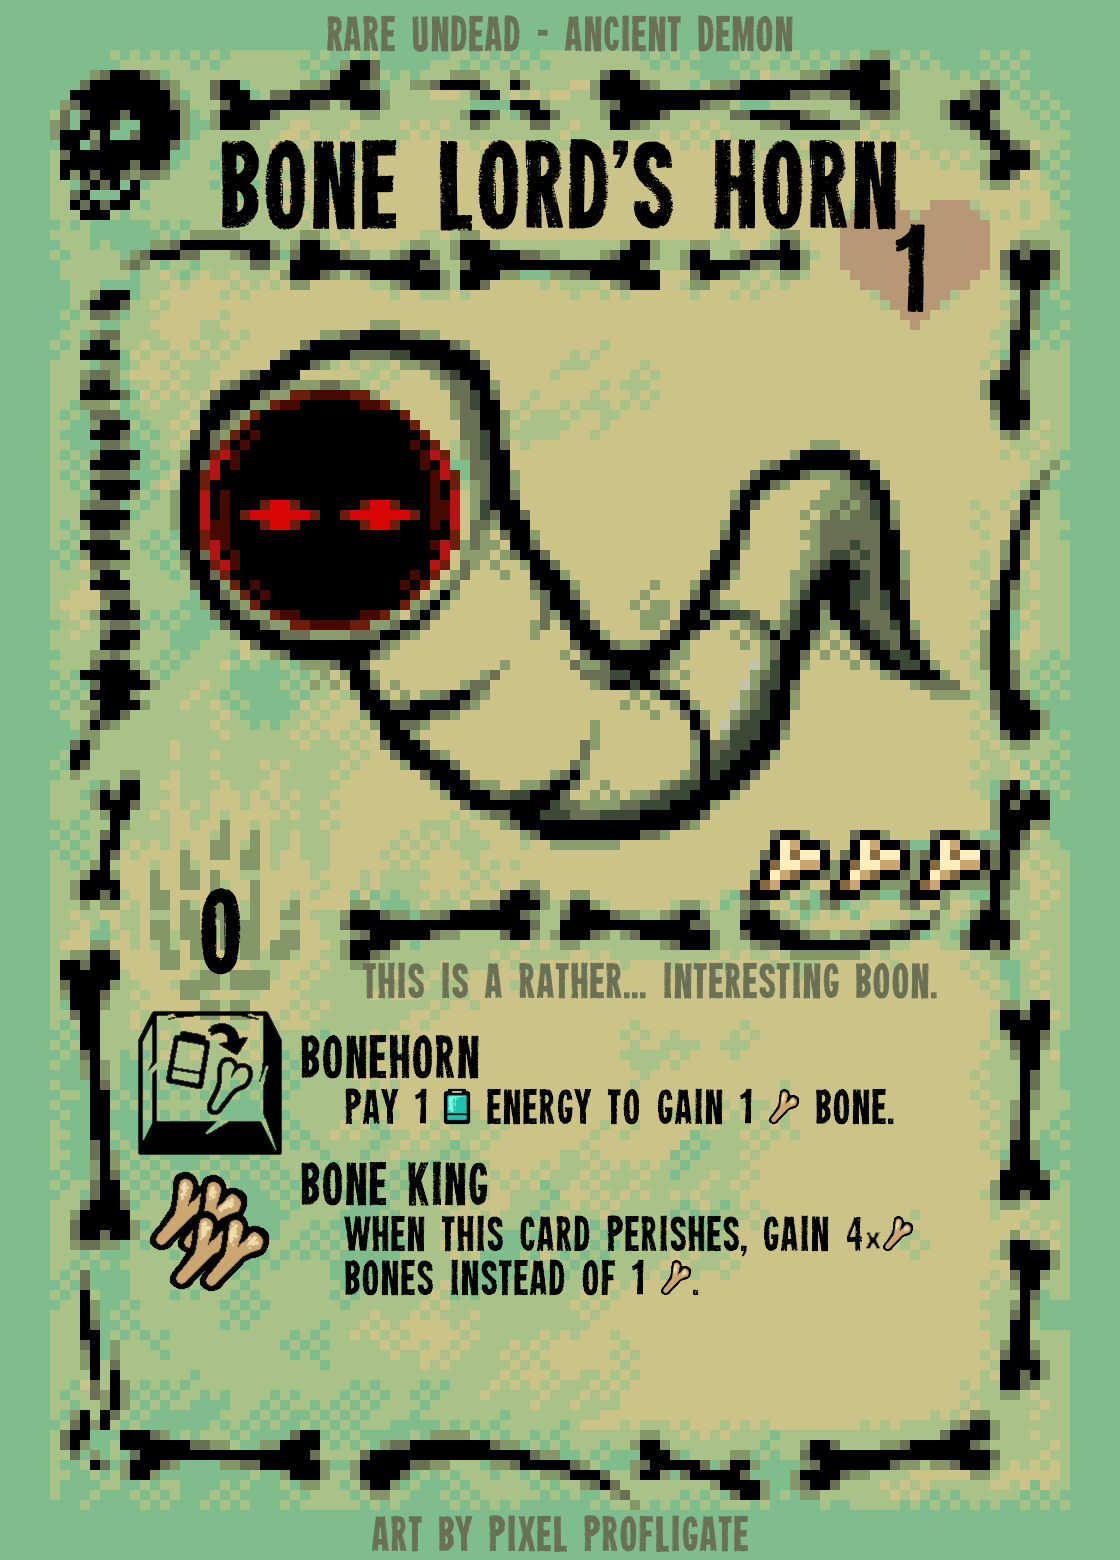 RARE UNDEAD - ANCIENT DEMON
BONE LORD'S HORN
1
0
THIS IS A RATHER... INTERESTING BOON.
BONEHORN
PAY 1 ENERGY TO GAIN 1 BONE.
BONE KING
WHEN THIS CARD PERISHES, GAIN 4x
BONES INSTEAD OF 1 .
ART BY PIXEL PROFLIGATE